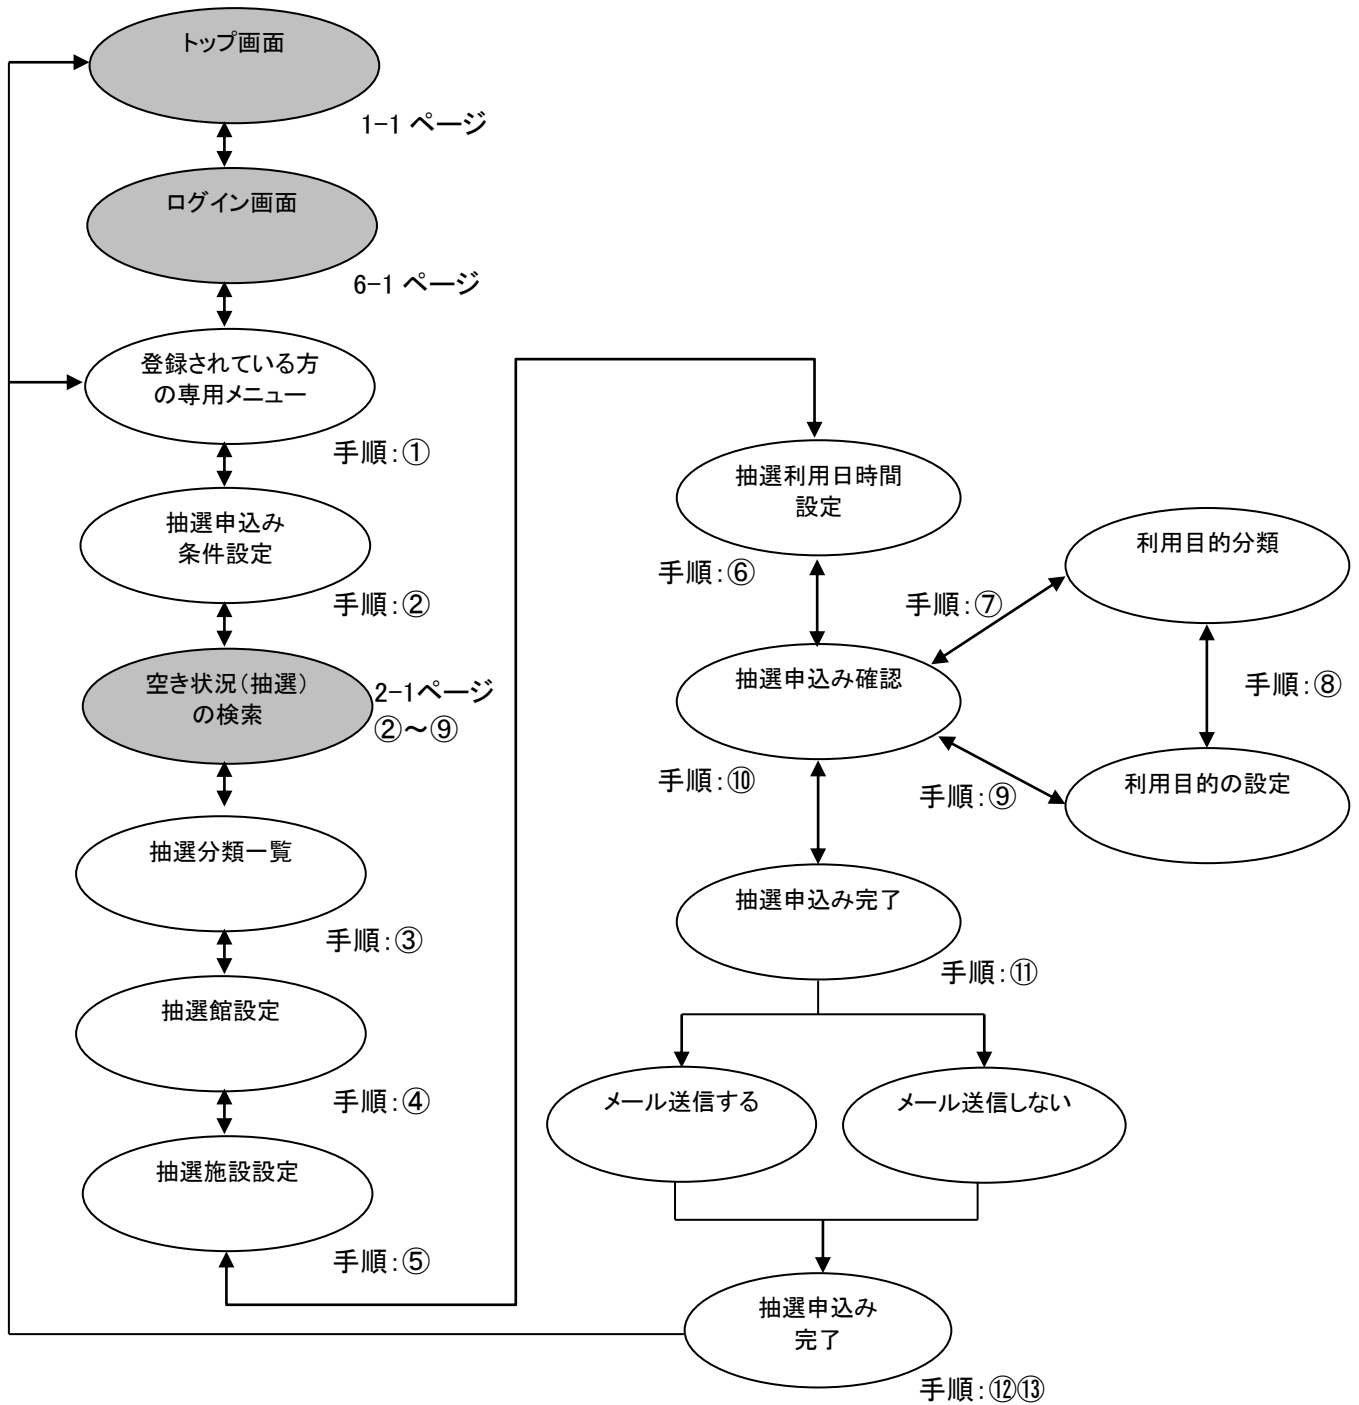 トップ画面
1-1 ページ
ログイン画面
6-1 ページ
登録されている方
の専用メニュー
手順：①
抽選申込み
条件設定
手順：②
空き状況（抽選）
の検索
2-1ページ
②～⑨
抽選分類一覧
手順：③
抽選館設定
手順：④
抽選施設設定
手順：⑤
抽選利用日時間
設定
手順：⑥
抽選申込み確認
手順：⑦
利用目的分類
手順：⑧
利用目的の設定
手順：⑨
手順：⑩
抽選申込み完了
手順：⑪
メール送信する
メール送信しない
抽選申込み
完了
手順：⑫⑬